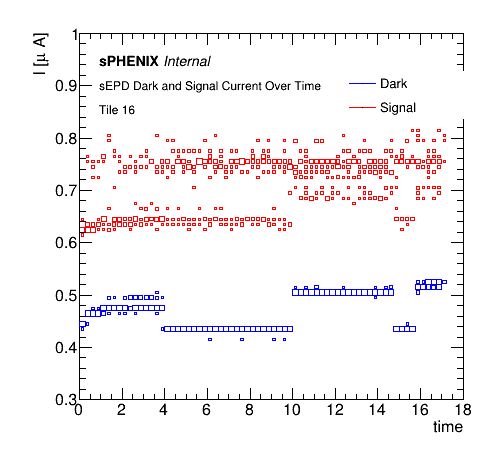 I [μ A]
1
sPHENIX Internal
sEPD Dark and Signal Current Over Time
Tile 16
Dark
Signal
0.9
0.8
0.7
0.6
0.5
0.4
0.3
0 2 4 6 8 10 12 14 16 18
time